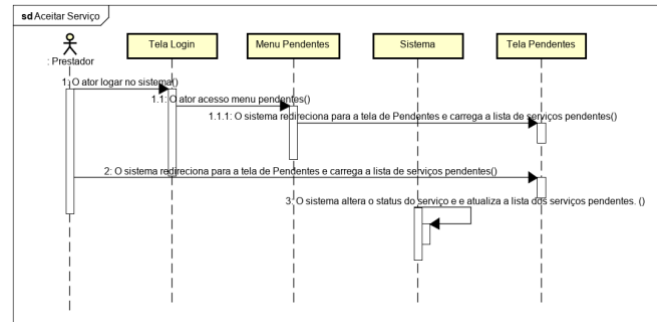 sd Aceitar Serviço
: Prestador
Tela Login
Menu Pendentes
Sistema
Tela Pendentes
1: O ator logar no sistema()
1.1: O ator acesso menu pendentes()
1.1.1: O sistema redireciona para a tela de Pendentes e carrega a lista de serviços pendentes()
2: O sistema redireciona para a tela de Pendentes e carrega a lista de serviços pendentes()
3: O sistema altera o status do serviço e e atualiza a lista dos serviços pendentes. ()